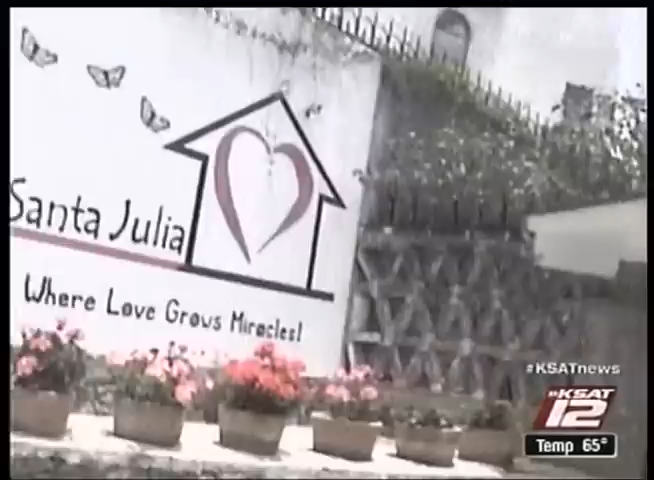 Santa Julia
Where Love Grows Miracles!
#KSATnews
KSAT
12
Temp 65°